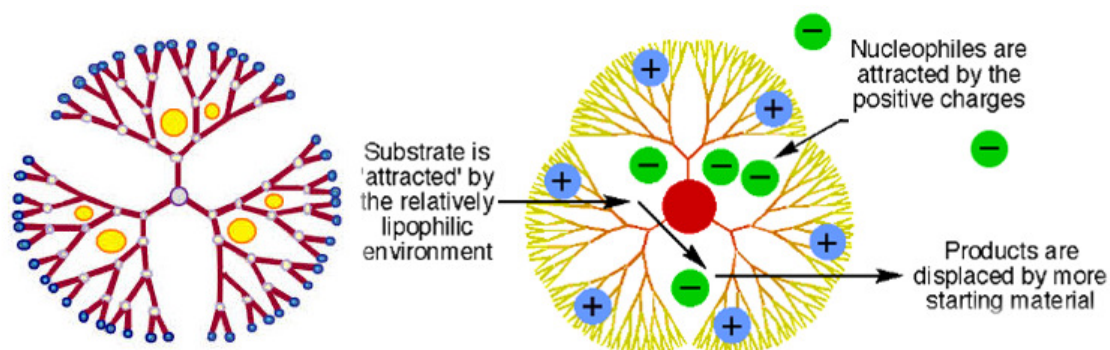 Substrate is
'attracted' by
the relatively
lipophilic
environment
Nucleophiles are
attracted by the
positive charges
Products are
displaced by more
starting material
+
+
+
+
+
+
−
−
−
−
−
−